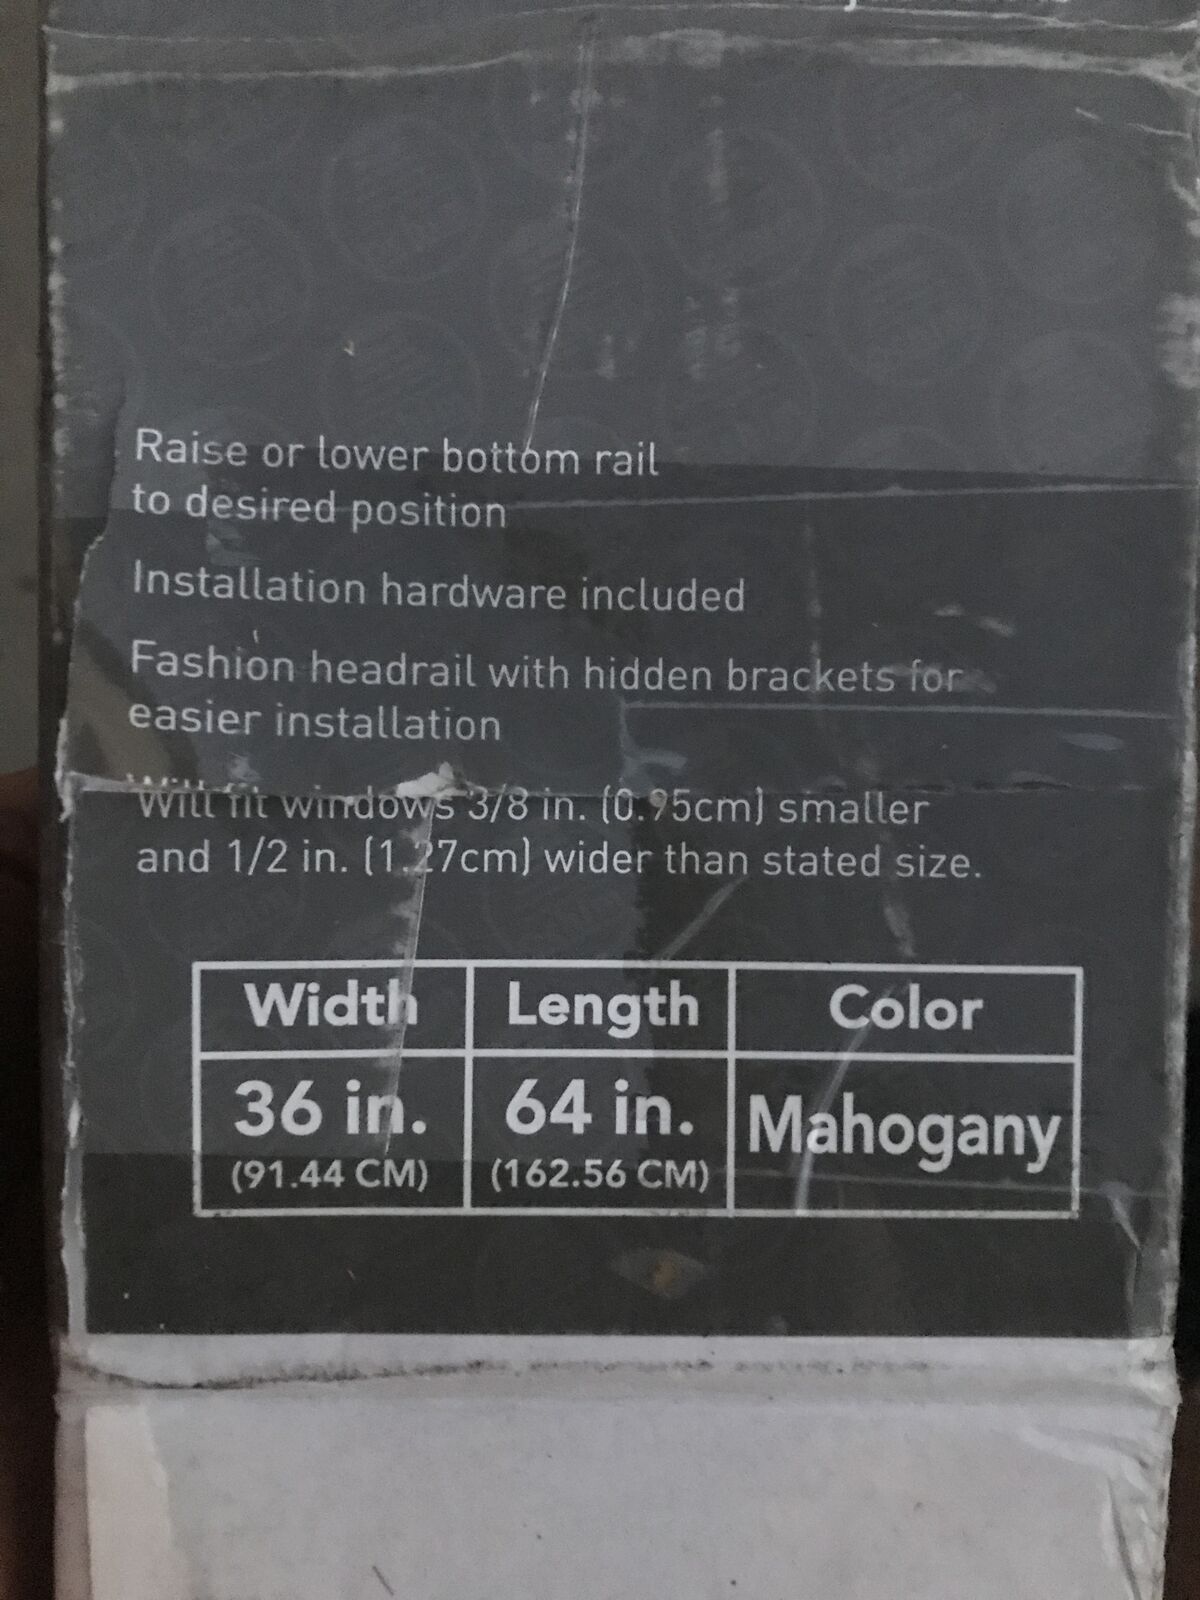 Raise or lower bottom rail
to desired position
Installation hardware included
Fashion headrail with hidden brackets for
easier installation
Will fit windows 3/8 in. (0.95cm) smaller
and 1/2 in. (1.27cm) wider than stated size.
Width Length Color
36 in. 64 in. Mahogany
(91.44 CM) (162.56 CM)